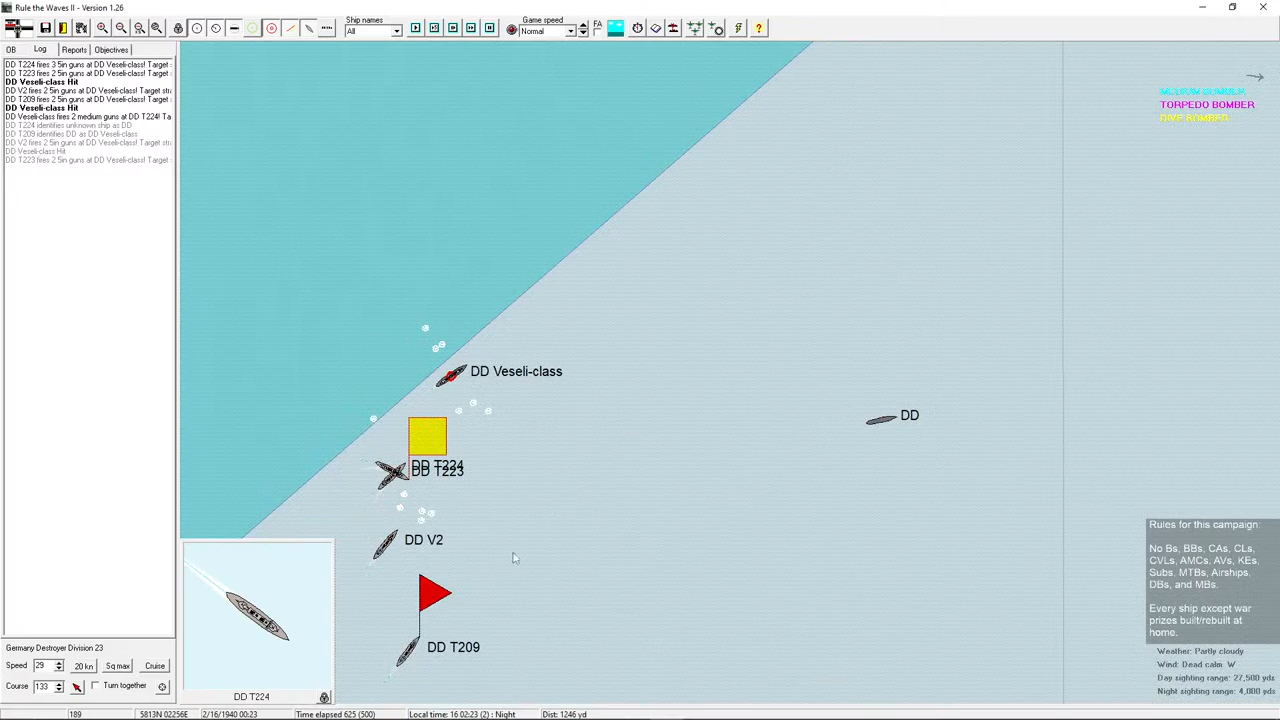 Rule the Waves II - Version 1.26
Ship names
All
Game speed
Normal
FA
OB
Log
Reports
Objectives
DD T224 fires 3 5in guns at DD Veseli-class! Target s
DD T223 fires 2 5in guns at DD Veseli-class! Target s
DD Veseli-class Hit
DD V2 fires 2 5in guns at DD Veseli-class! Target stra
DD T209 fires 2 5in guns at DD Veseli-class! Target
DD Veseli-class Hit
DD Veseli-class fires 2 medium guns at DD T224! Ta
DD T224 identifies unknown ship as DD
DD T209 identifies DD as DD Veseli-class
DD V2 fires 2 5in guns at DD Veseli-class! Target stra
DD Veseli-class Hit
DD T223 fires 2 5in guns at DD Veseli-class! Target s
MEDIUM BOMBER
TORPEDO BOMBER
DIVE BOMBER
DD Veseli-class
DD
DD T224
DD T223
DD V2
DD T209
Rules for this campaign:
No Bs, BBs, CAs, CLs,
CVLs, AMCs, AVs, KEs,
Subs, MTBs, Airships,
DBs, and MBs.
Every ship except war
prizes built/rebuilt at
home.
Weather: Partly cloudy
Wind: Dead calm W
Day sighting range: 27,500 yds
Night sighting range: 4,000 yds
Germany Destroyer Division 23
Speed 29 20 kn Sq max Cruise
Course 133 Turn together
DD T224
189
5813N 02256E
2/16/1940 00:23
Time elapsed 625 (500)
Local time: 16 02:23 (2) : Night
Dist: 1246 yd